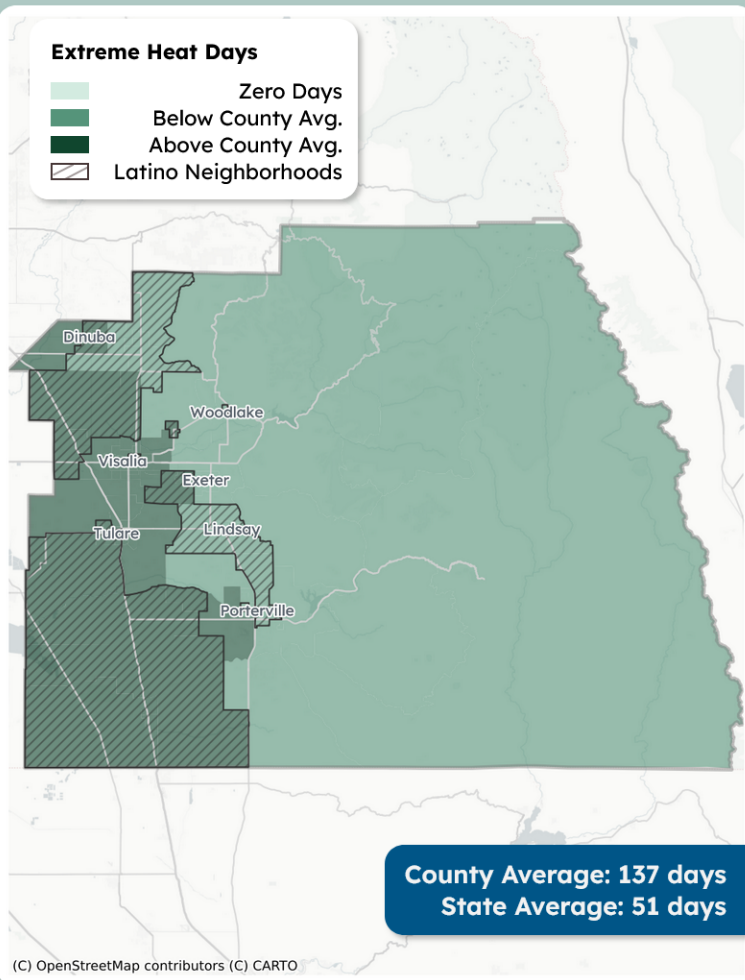 Extreme Heat Days
Zero Days
Below County Avg.
Above County Avg.
Latino Neighborhoods
Dinuba
Woodlake
Visalia
Exeter
Tulare
Lindsay
Porterville
County Average: 137 days
State Average: 51 days
(C) OpenStreetMap contributors (C) CARTO